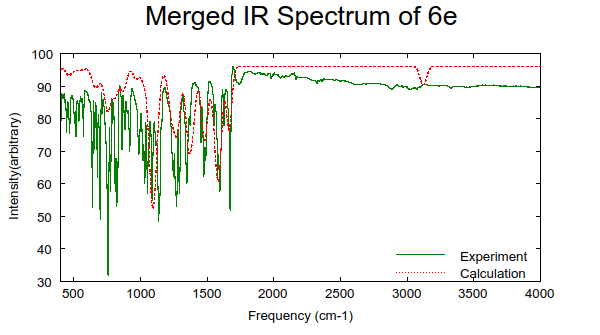 Merged IR Spectrum of 6e
100
90
80
70
60
50
40
30
Intensity(arbitrary)
Experiment
Calculation
500 1000 1500 2000 2500 3000 3500 4000
Frequency (cm-1)